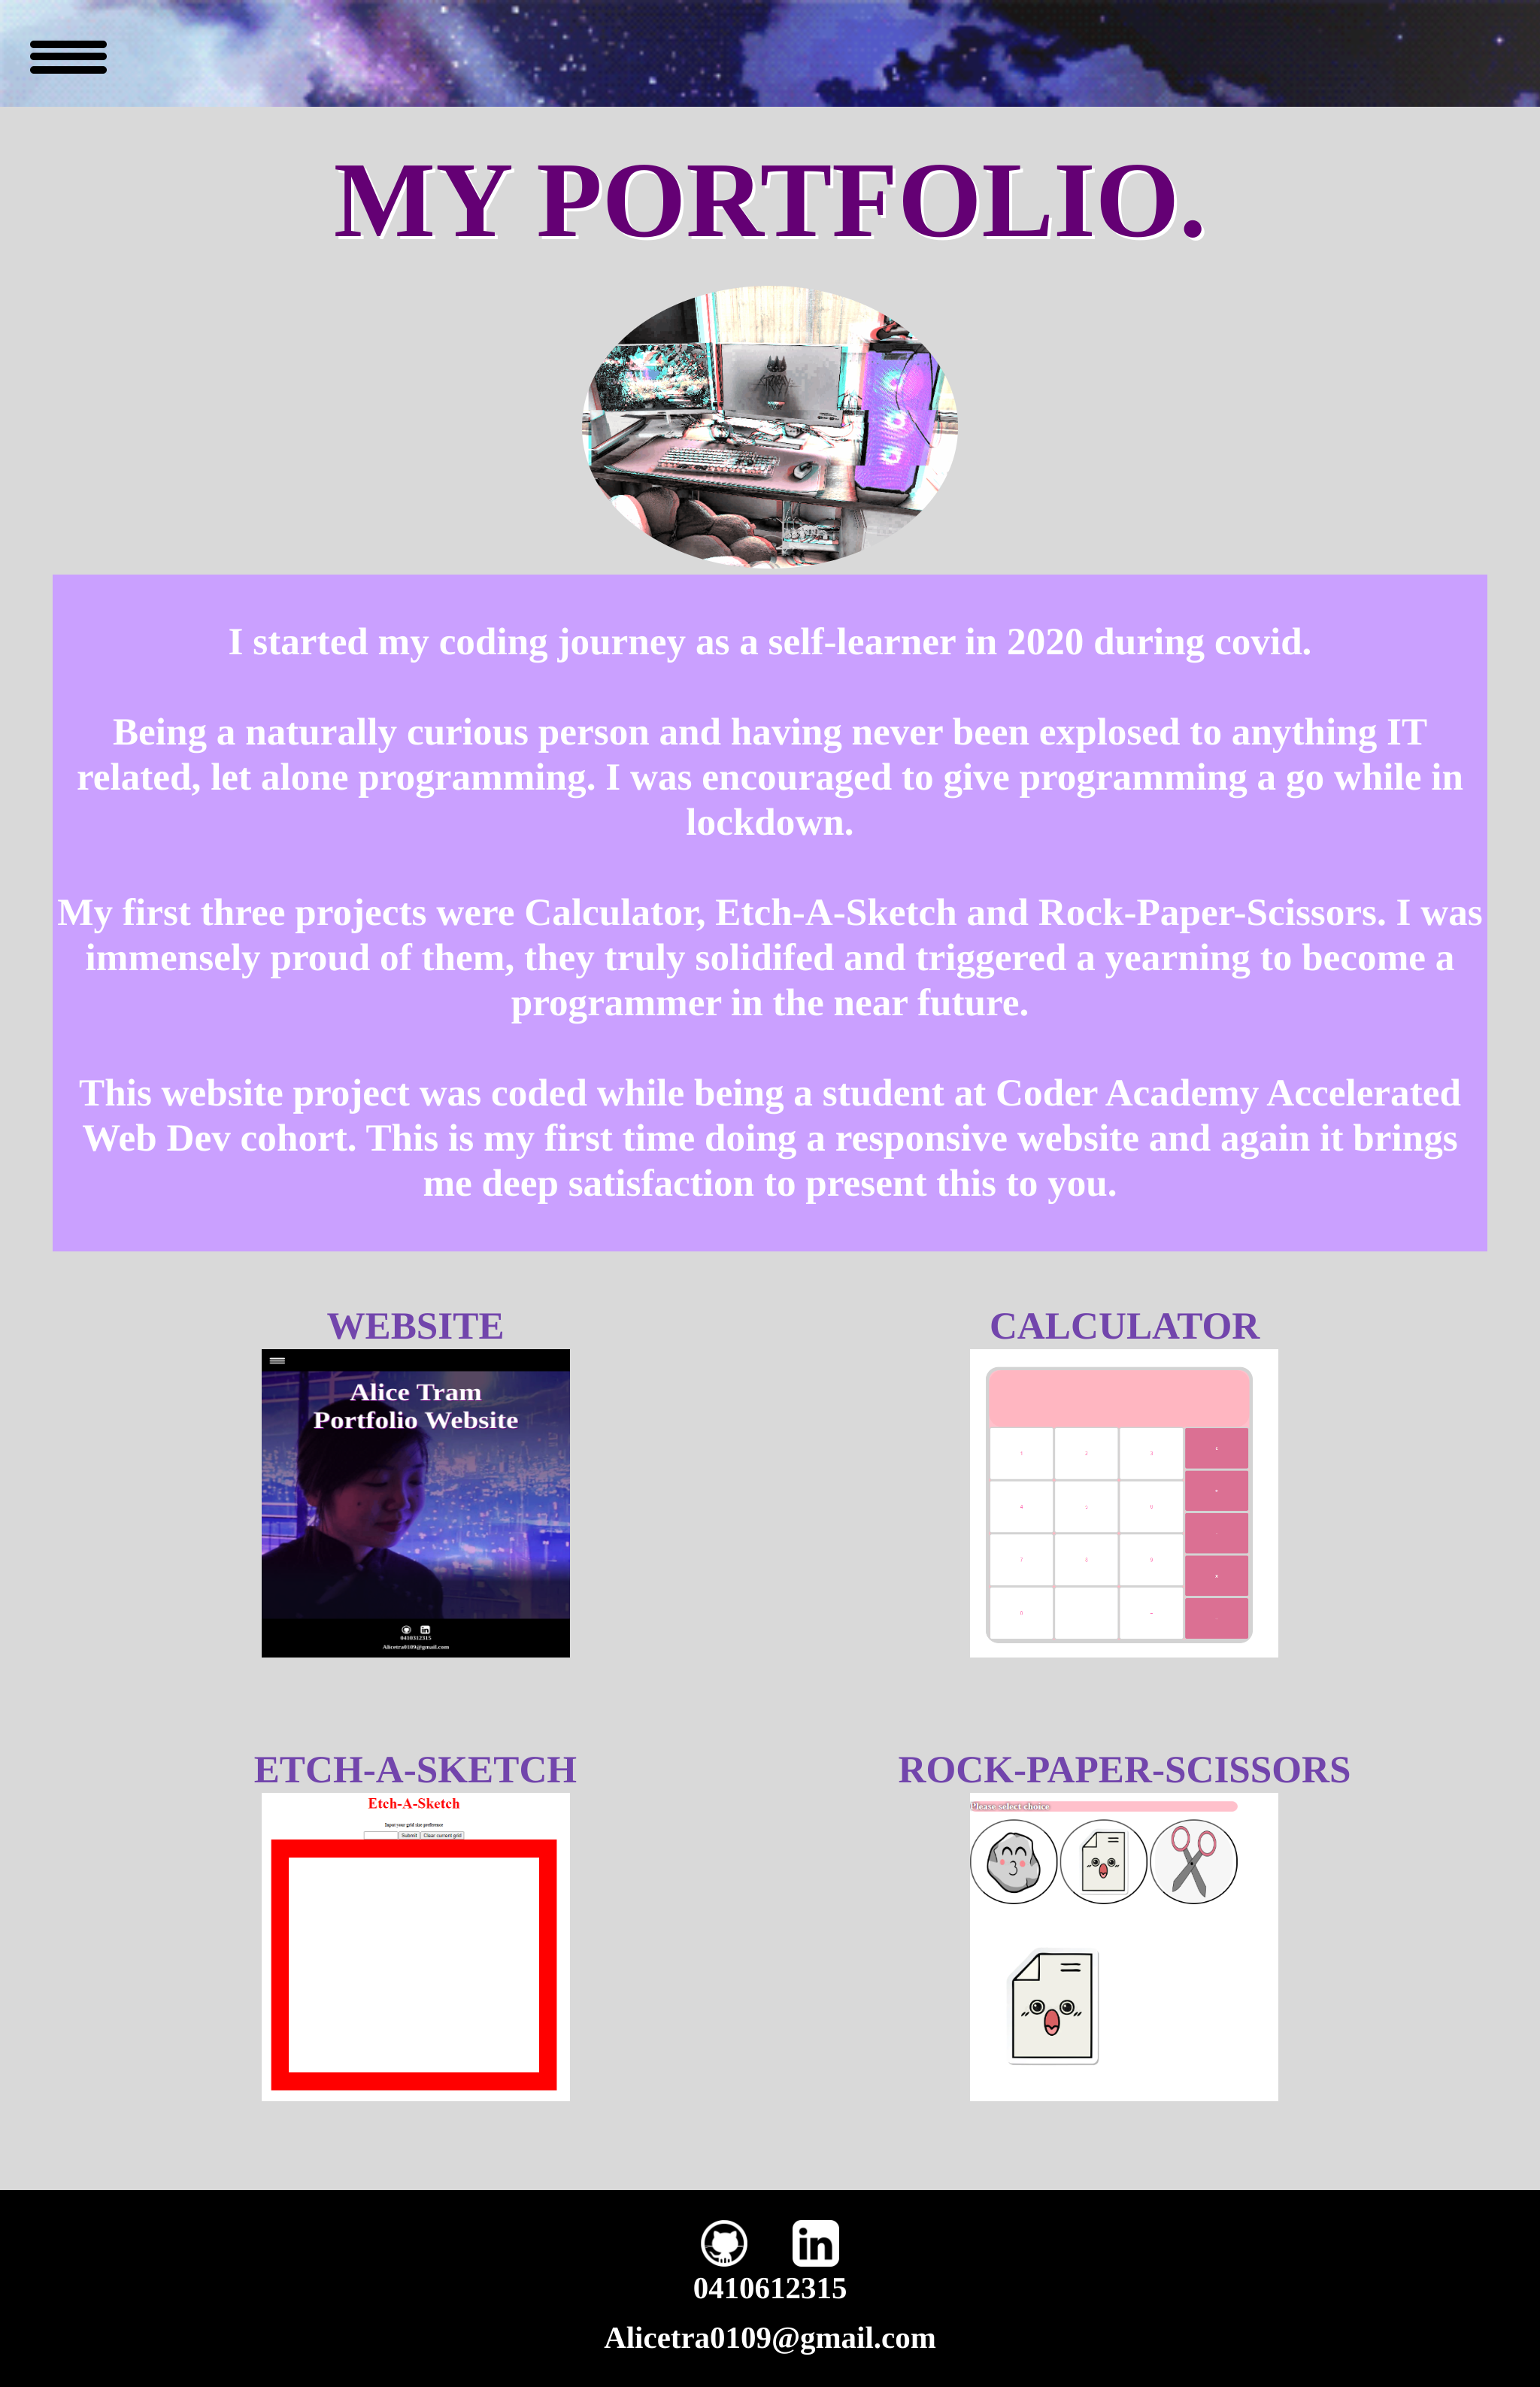 MY PORTFOLIO.
I started my coding journey as a self-learner in 2020 during covid.
Being a naturally curious person and having never been explosed to anything IT
related, let alone programming. I was encouraged to give programming a go while in
lockdown.
My first three projects were Calculator, Etch-A-Sketch and Rock-Paper-Scissors. I was
immensely proud of them, they truly solidifed and triggered a yearning to become a
programmer in the near future.
This website project was coded while being a student at Coder Academy Accelerated
Web Dev cohort. This is my first time doing a responsive website and again it brings
me deep satisfaction to present this to you.
WEBSITE
Alice Tram
Portfolio Website
Alicetra0109@gmail.com
CALCULATOR
1 2 3
4
7 9
ETCH-A-SKETCH
Etch-A-Sketch
Input your grid size preference
Submit Clear current grid
ROCK-PAPER-SCISSORS
Please select choice
in
0410612315
Alicetra0109@gmail.com